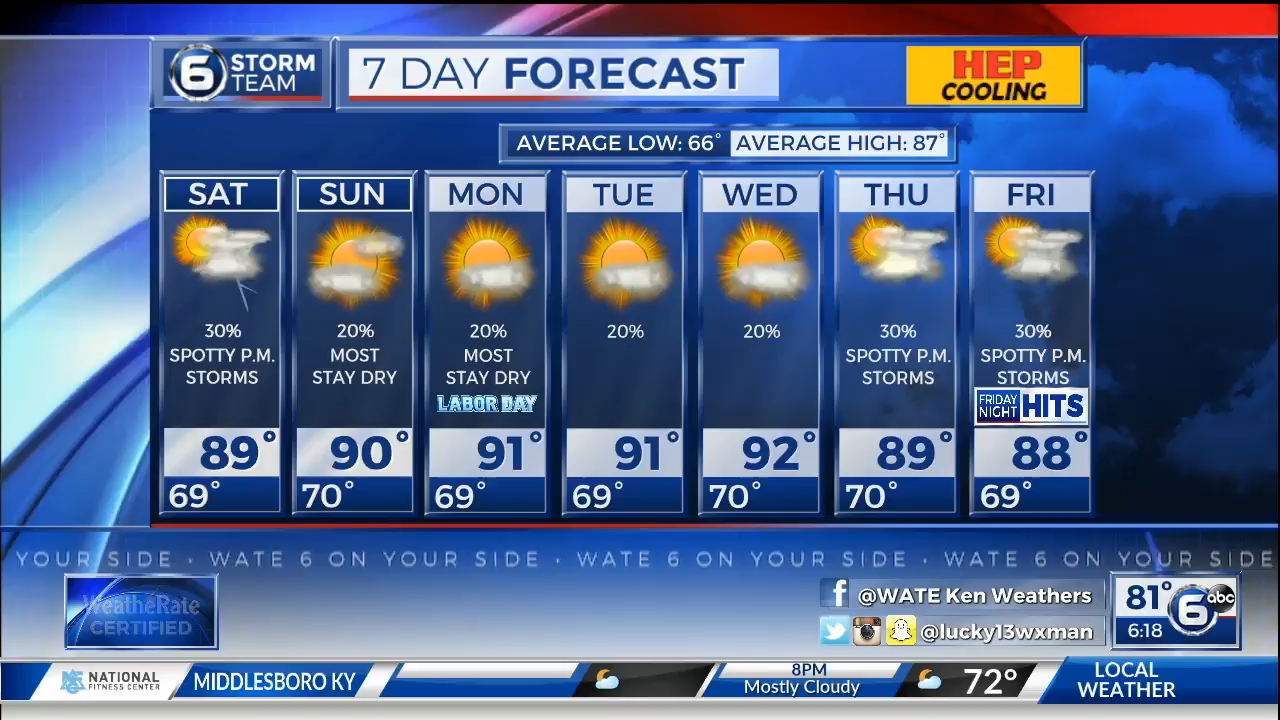 6 STORM
TEAM
7 DAY FORECAST
HEP
COOLING
AVERAGE LOW: 66° AVERAGE HIGH: 87°
SAT
30%
SPOTTY P.M.
STORMS
89°
69°
SUN
20%
MOST
STAY DRY
90°
70°
MON
20%
MOST
STAY DRY
LABOR DAY
91°
69°
TUE
20%
91°
69°
WED
20%
92°
70°
THU
30%
SPOTTY P.M.
STORMS
89°
70°
FRI
30%
SPOTTY P.M.
STORMS
FRIDAY
NIGHT HITS
88°
69°
YOUR SIDE • WATE 6 ON YOUR SIDE • WATE 6 ON YOUR SIDE • WATE 6 ON YOUR SIDE
WeatheRate
CERTIFIED
f @WATE Ken Weathers
@lucky13wxman
81°
6:18
6 abc
NATIONAL
FITNESS CENTER
MIDDLESBORO KY
8PM
Mostly Cloudy
72°
LOCAL
WEATHER